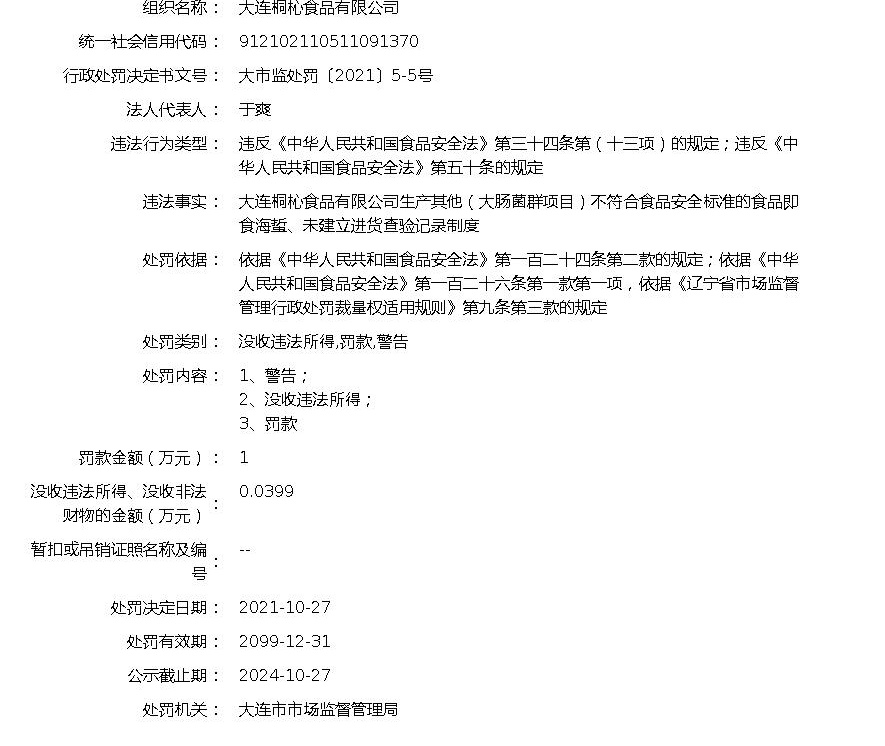 组织名称： 大连桐杺食品有限公司
统一社会信用代码： 912102110511091370
行政处罚决定书文号： 大市监处罚〔2021〕5-5号
法人代表人： 于爽
违法行为类型： 违反《中华人民共和国食品安全法》第三十四条第（十三项）的规定；违反《中
华人民共和国食品安全法》第五十条的规定
违法事实： 大连桐杺食品有限公司生产其他（大肠菌群项目）不符合食品安全标准的食品即
食海蜇、未建立进货查验记录制度
处罚依据： 依据《中华人民共和国食品安全法》第一百二十四条第二款的规定；依据《中华
人民共和国食品安全法》第一百二十六条第一款第一项，依据《辽宁省市场监督
管理行政处罚裁量权适用规则》第九条第三款的规定
处罚类别： 没收违法所得,罚款,警告
处罚内容： 1、警告；
2、没收违法所得；
3、罚款
罚款金额（万元）： 1
没收违法所得、没收非法
财物的金额（万元）： 0.0399
暂扣或吊销证照名称及编
号： --
处罚决定日期： 2021-10-27
处罚有效期： 2099-12-31
公示截止期： 2024-10-27
处罚机关： 大连市市场监督管理局